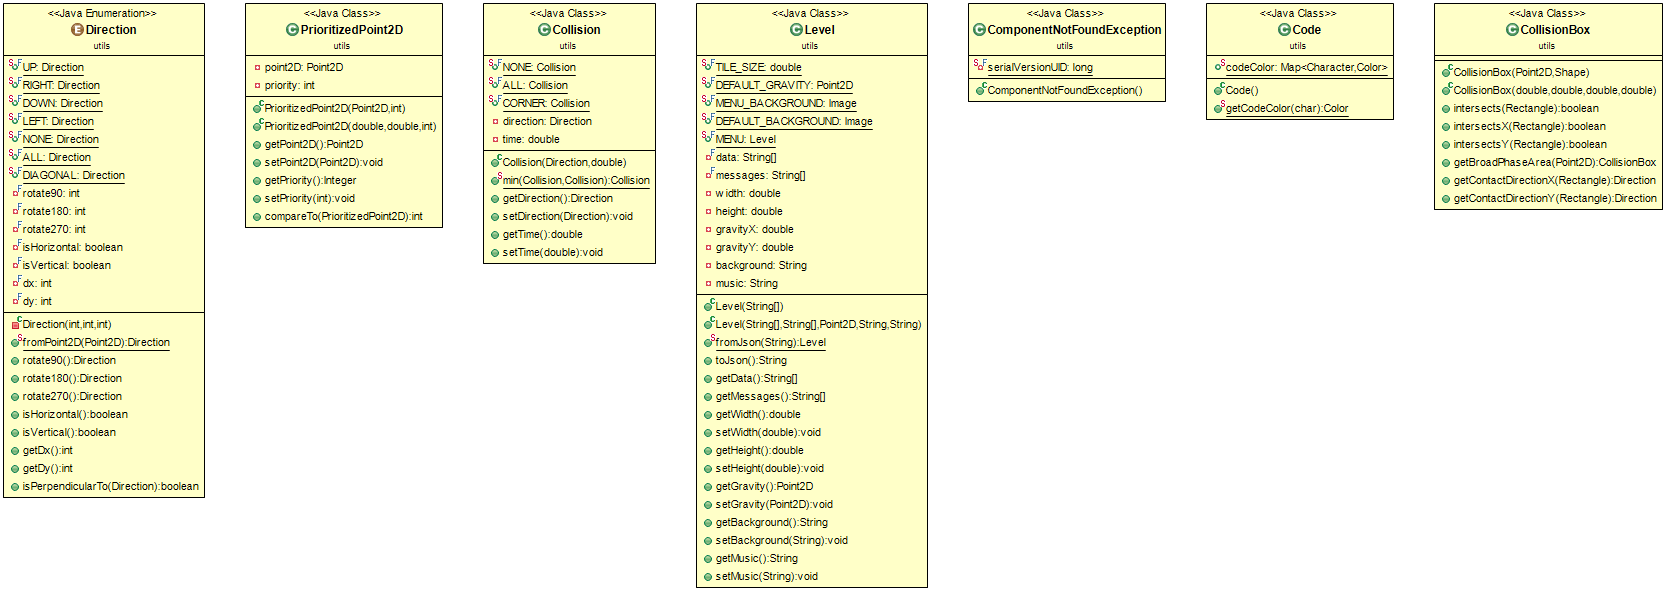 <<Java Enumeration>>
Direction
utils
UP: Direction
RIGHT: Direction
DOWN: Direction
LEFT: Direction
NONE: Direction
ALL: Direction
DIAGONAL: Direction
rotate90: int
rotate180: int
rotate270: int
isHorizontal: boolean
isVertical: boolean
dx: int
dy: int
Direction(int,int,int)
fromPoint2D(Point2D):Direction
rotate90():Direction
rotate180():Direction
rotate270():Direction
isHorizontal():boolean
isVertical():boolean
getDx():int
getDy():int
isPerpendicularTo(Direction):boolean
<<Java Class>>
PrioritizedPoint2D
utils
point2D: Point2D
priority: int
PrioritizedPoint2D(Point2D,int)
PrioritizedPoint2D(double,double,int)
getPoint2D():Point2D
setPoint2D(Point2D):void
getPriority():Integer
setPriority(int):void
compareTo(PrioritizedPoint2D):int
<<Java Class>>
Collision
utils
NONE: Collision
ALL: Collision
CORNER: Collision
direction: Direction
time: double
Collision(Direction,double)
min(Collision,Collision):Collision
getDirection():Direction
setDirection(Direction):void
getTime():double
setTime(double):void
<<Java Class>>
Level
utils
TILE_SIZE: double
DEFAULT_GRAVITY: Point2D
MENU_BACKGROUND: Image
DEFAULT_BACKGROUND: Image
MENU: Level
data: String[]
messages: String[]
width: double
height: double
gravityX: double
gravityY: double
background: String
music: String
Level(String[])
Level(String[],String[],Point2D,String,String)
fromJson(String):Level
toJson():String
getData():String[]
getMessages():String[]
getWidth():double
setWidth(double):void
getHeight():double
setHeight(double):void
getGravity():Point2D
setGravity(Point2D):void
getBackground():String
setBackground(String):void
getMusic():String
setMusic(String):void
<<Java Class>>
ComponentNotFoundException
utils
serialVersionUID: long
ComponentNotFoundException()
<<Java Class>>
Code
utils
codeColor: Map<Character,Color>
Code()
getCodeColor(char):Color
<<Java Class>>
CollisionBox
utils
CollisionBox(Point2D,Shape)
CollisionBox(double,double,double,double)
intersects(Rectangle):boolean
intersectsX(Rectangle):boolean
intersectsY(Rectangle):boolean
getBroadPhaseArea(Point2D):CollisionBox
getContactDirectionX(Rectangle):Direction
getContactDirectionY(Rectangle):Direction